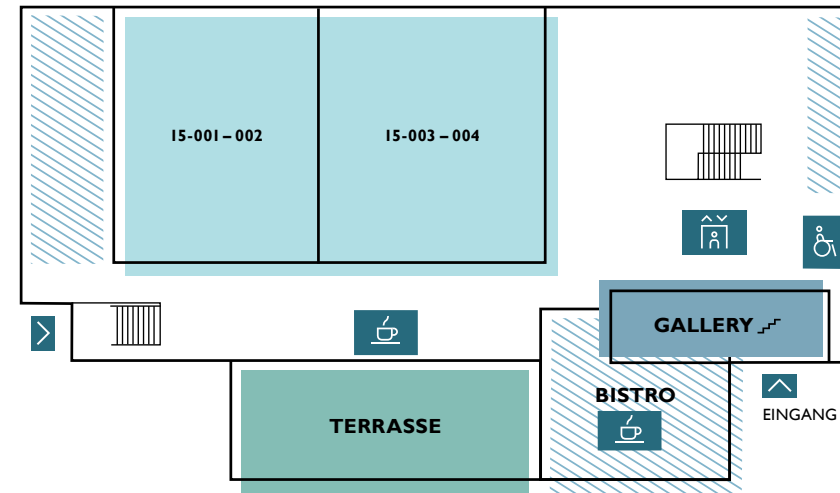 15-001 – 002
15-003 – 004
GALLERY
BISTRO
EINGANG
TERRASSE